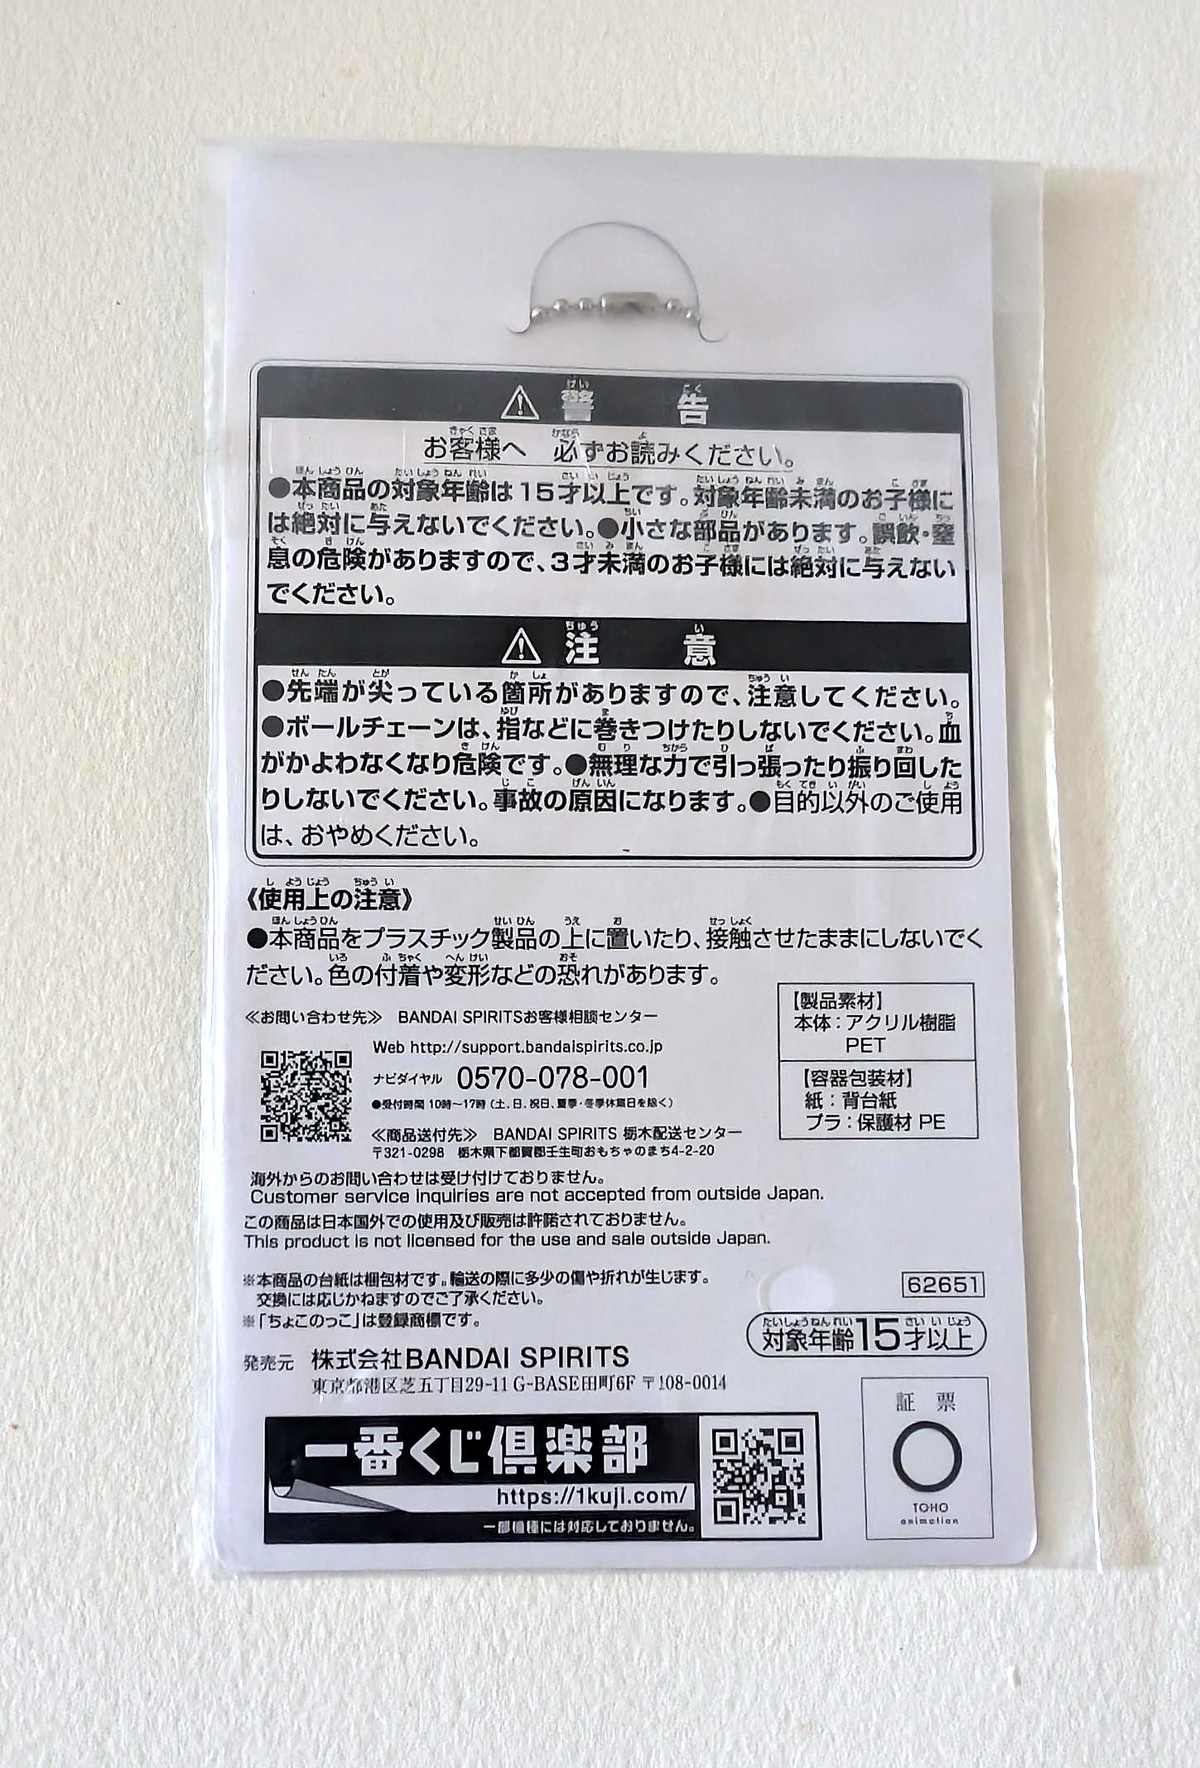 ⚠警告
お客様へ 必ずお読みください。
●本商品の対象年齢は15才以上です。対象年齢未満のお子様に
は絶対に与えないでください。●小さな部品があります。誤飲・窒
息の危険がありますので、3才未満のお子様には絶対に与えない
でください。
⚠注意
●先端が尖っている箇所がありますので、注意してください。
●ボールチェーンは、指などに巻きつけたりしないでください。血
がかよわなくなり危険です。●無理な力で引っ張ったり振り回した
りしないでください。事故の原因になります。●目的以外のご使用
は、おやめください。
《使用上の注意》
●本商品をプラスチック製品の上に置いたり、接触させたままにしないでく
ださい。色の付着や変形などの恐れがあります。
≪お問い合わせ先≫ BANDAI SPIRITSお客様相談センター
Web http://support.bandaispirits.co.jp
ナビダイヤル 0570-078-001
●受付時間 10時〜17時(土、日、祝日、夏季・冬季休業日を除く)
≪商品送付先≫ BANDAI SPIRITS 栃木配送センター
〒321-0298 栃木県下都賀郡壬生町おもちゃのまち4-2-20
【製品素材】
本体:アクリル樹脂
PET
【容器包装材】
紙:背台紙
プラ:保護材 PE
海外からのお問い合わせは受け付けておりません。
Customer service inquiries are not accepted from outside Japan.
この商品は日本国外での使用及び販売は許諾されておりません。
This product is not licensed for the use and sale outside Japan.
※本商品の台紙は梱包材です。輸送の際に多少の傷や折れが生じます。
交換には応じかねますのでご了承ください。
※「ちょこのっこ」は登録商標です。
62651
対象年齢15才以上
発売元 株式会社BANDAI SPIRITS
東京都港区芝五丁目29-11 G-BASE田町6F 〒108-0014
一番くじ倶楽部
https://1kuji.com/
一部機種には対応しておりません。
証票
TOHO
animation